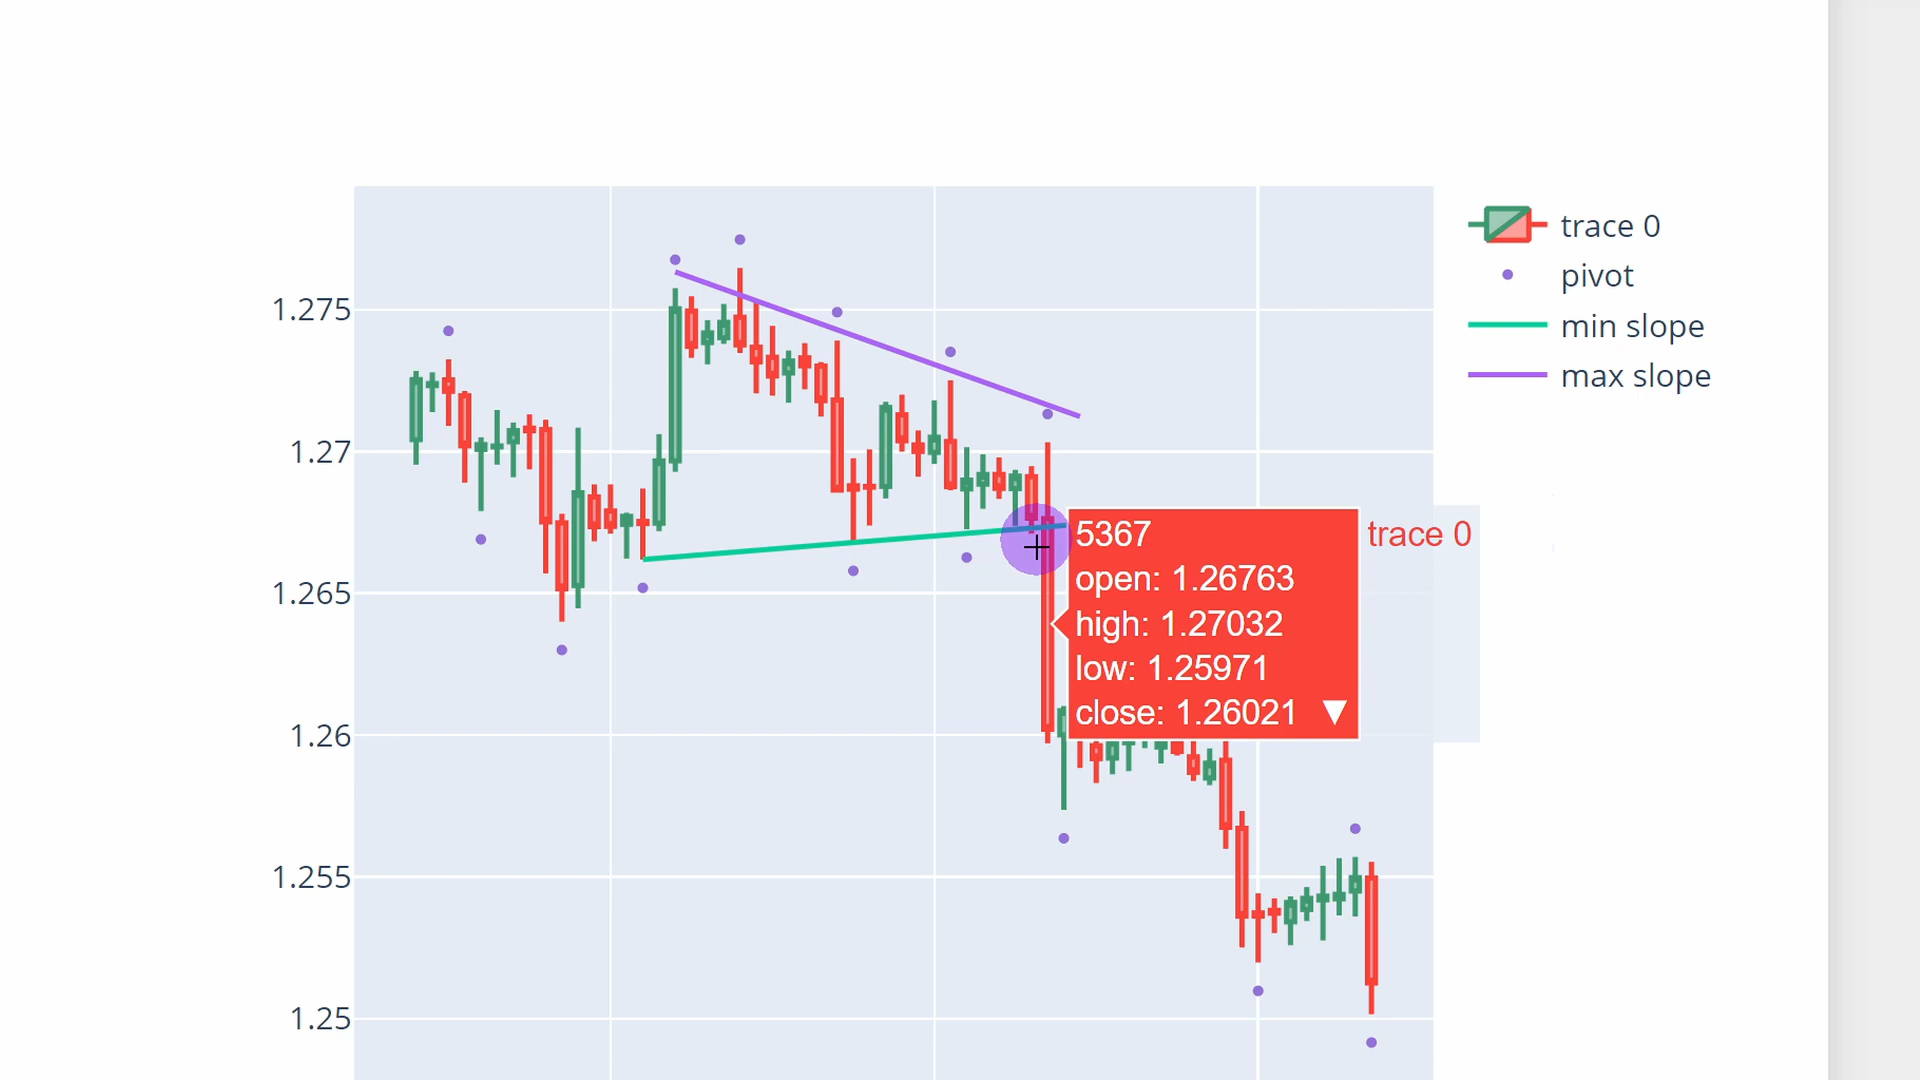 trace 0
pivot
min slope
max slope
1.275
1.27
1.265
1.26
1.255
1.25
5367
open: 1.26763
high: 1.27032
low: 1.25971
close: 1.26021 ▼
trace 0